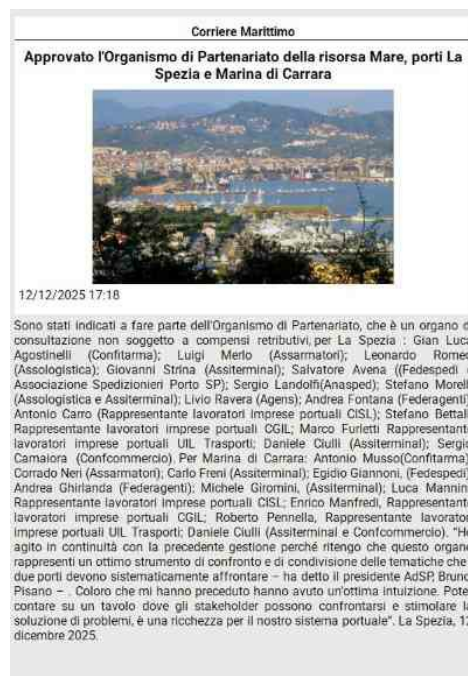 Corriere Marittimo
Approvato l'Organismo di Partenariato della risorsa Mare, porti La
Spezia e Marina di Carrara
12/12/2025 17:18
Sono stati indicati a fare parte dell'Organismo di Partenariato, che è un organo d
consultazione non soggetto a compensi retributivi, per La Spezia : Gian Luca
Agostinelli (Confitarma); Luigi Merlo (Assarmatori); Leonardo Romeo
(Assologistica); Giovanni Strina (Assiterminal); Salvatore Avena ((Fedespedi e
Associazione Spedizionieri Porto SP); Sergio Landolfi(Anasped); Stefano Morell
(Assologistica e Assiterminal); Livio Ravera (Agens); Andrea Fontana (Federagenti)
Antonio Carro (Rappresentante lavoratori imprese portuali CISL); Stefano Bettal
Rappresentante lavoratori imprese portuali CGIL; Marco Furletti Rappresentant
lavoratori imprese portuali UIL Trasporti; Daniele Ciulli (Assiterminal); Sergio
Camaiora (Confcommercio). Per Marina di Carrara: Antonio Musso(Confitarma)
Corrado Neri (Assarmatori); Carlo Freni (Assiterminal); Egidio Giannoni, (Fedespedi)
Andrea Ghirlanda (Federagenti); Michele Giromini, (Assiterminal); Luca Mannin
Rappresentante lavoratori imprese portuali CISL; Enrico Manfredi, Rappresentant
lavoratori imprese portuali CGIL; Roberto Pennella, Rappresentante lavorator
imprese portuali UIL Trasporti; Daniele Ciulli (Assiterminal e Confcommercio). "Ho
agito in continuità con la precedente gestione perché ritengo che questo organo
rappresenti un ottimo strumento di confronto e di condivisione delle tematiche che
due porti devono sistematicamente affrontare – ha detto il presidente AdSP, Bruno
Pisano – . Coloro che mi hanno preceduto hanno avuto un'ottima intuizione. Pote
contare su un tavolo dove gli stakeholder possono confrontarsi e stimolare la
soluzione di problemi, è una ricchezza per il nostro sistema portuale". La Spezia, 12
dicembre 2025.